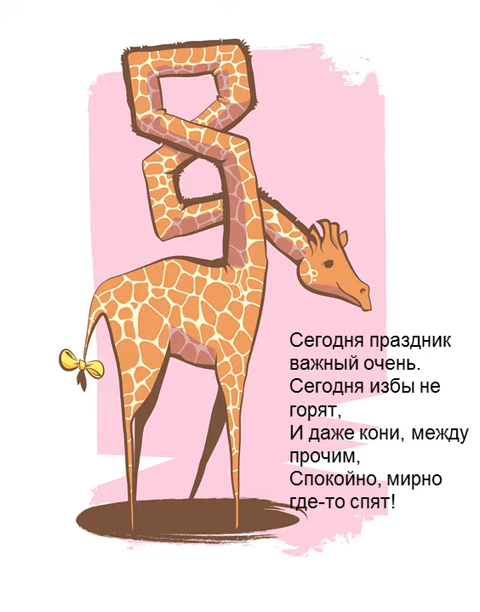 Сегодня праздник
важный очень.
Сегодня избы не
горят,
И даже кони, между
прочим,
Спокойно, мирно
где-то спят!